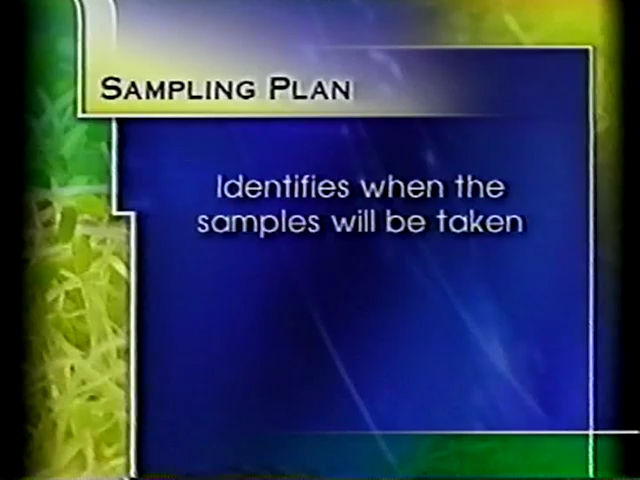 SAMPLING PLAN
Identifies when the
samples will be taken